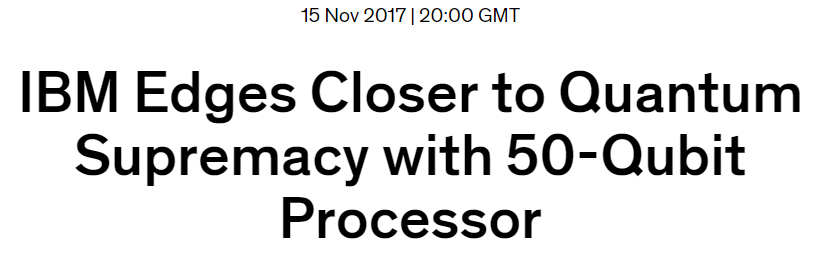 15 Nov 2017 | 20:00 GMT
IBM Edges Closer to Quantum
Supremacy with 50-Qubit
Processor